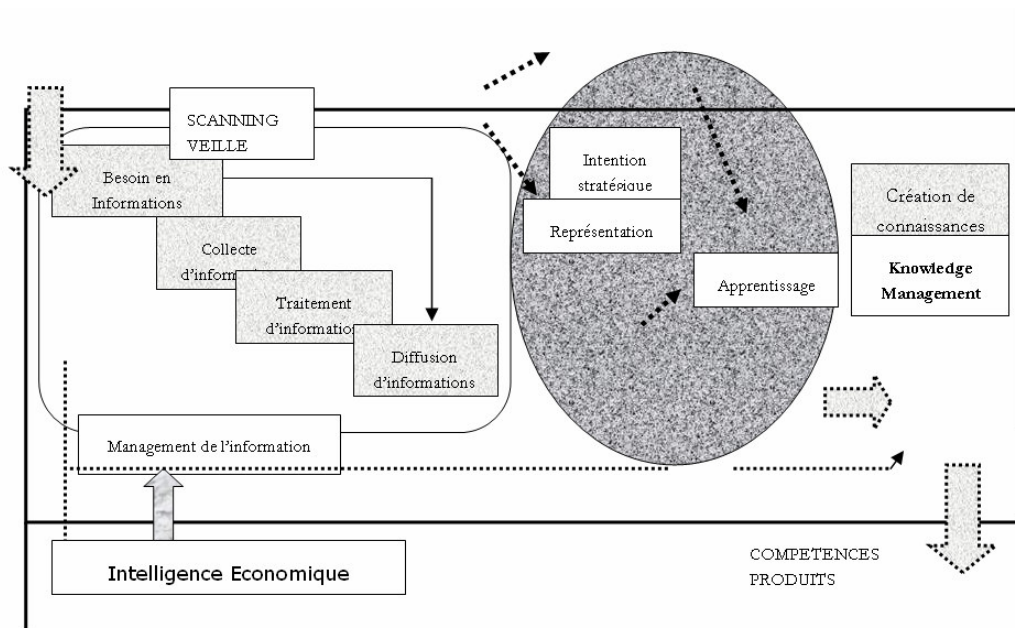 SCANNING
VEILLE
Besoin en
Informations
Collecte
Traitement
Diffusion
d'informations
Management de l'information
Intention
stratégique
Représentation
Apprentissage
Création de
connaissances
Knowledge
Management
Intelligence Economique
COMPETENCES
PRODUITS